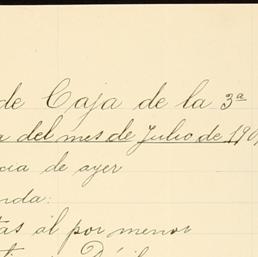 de Caja de la 3ª
del mes de Julio de 190
cia de ayer
nda:
tas al por menor